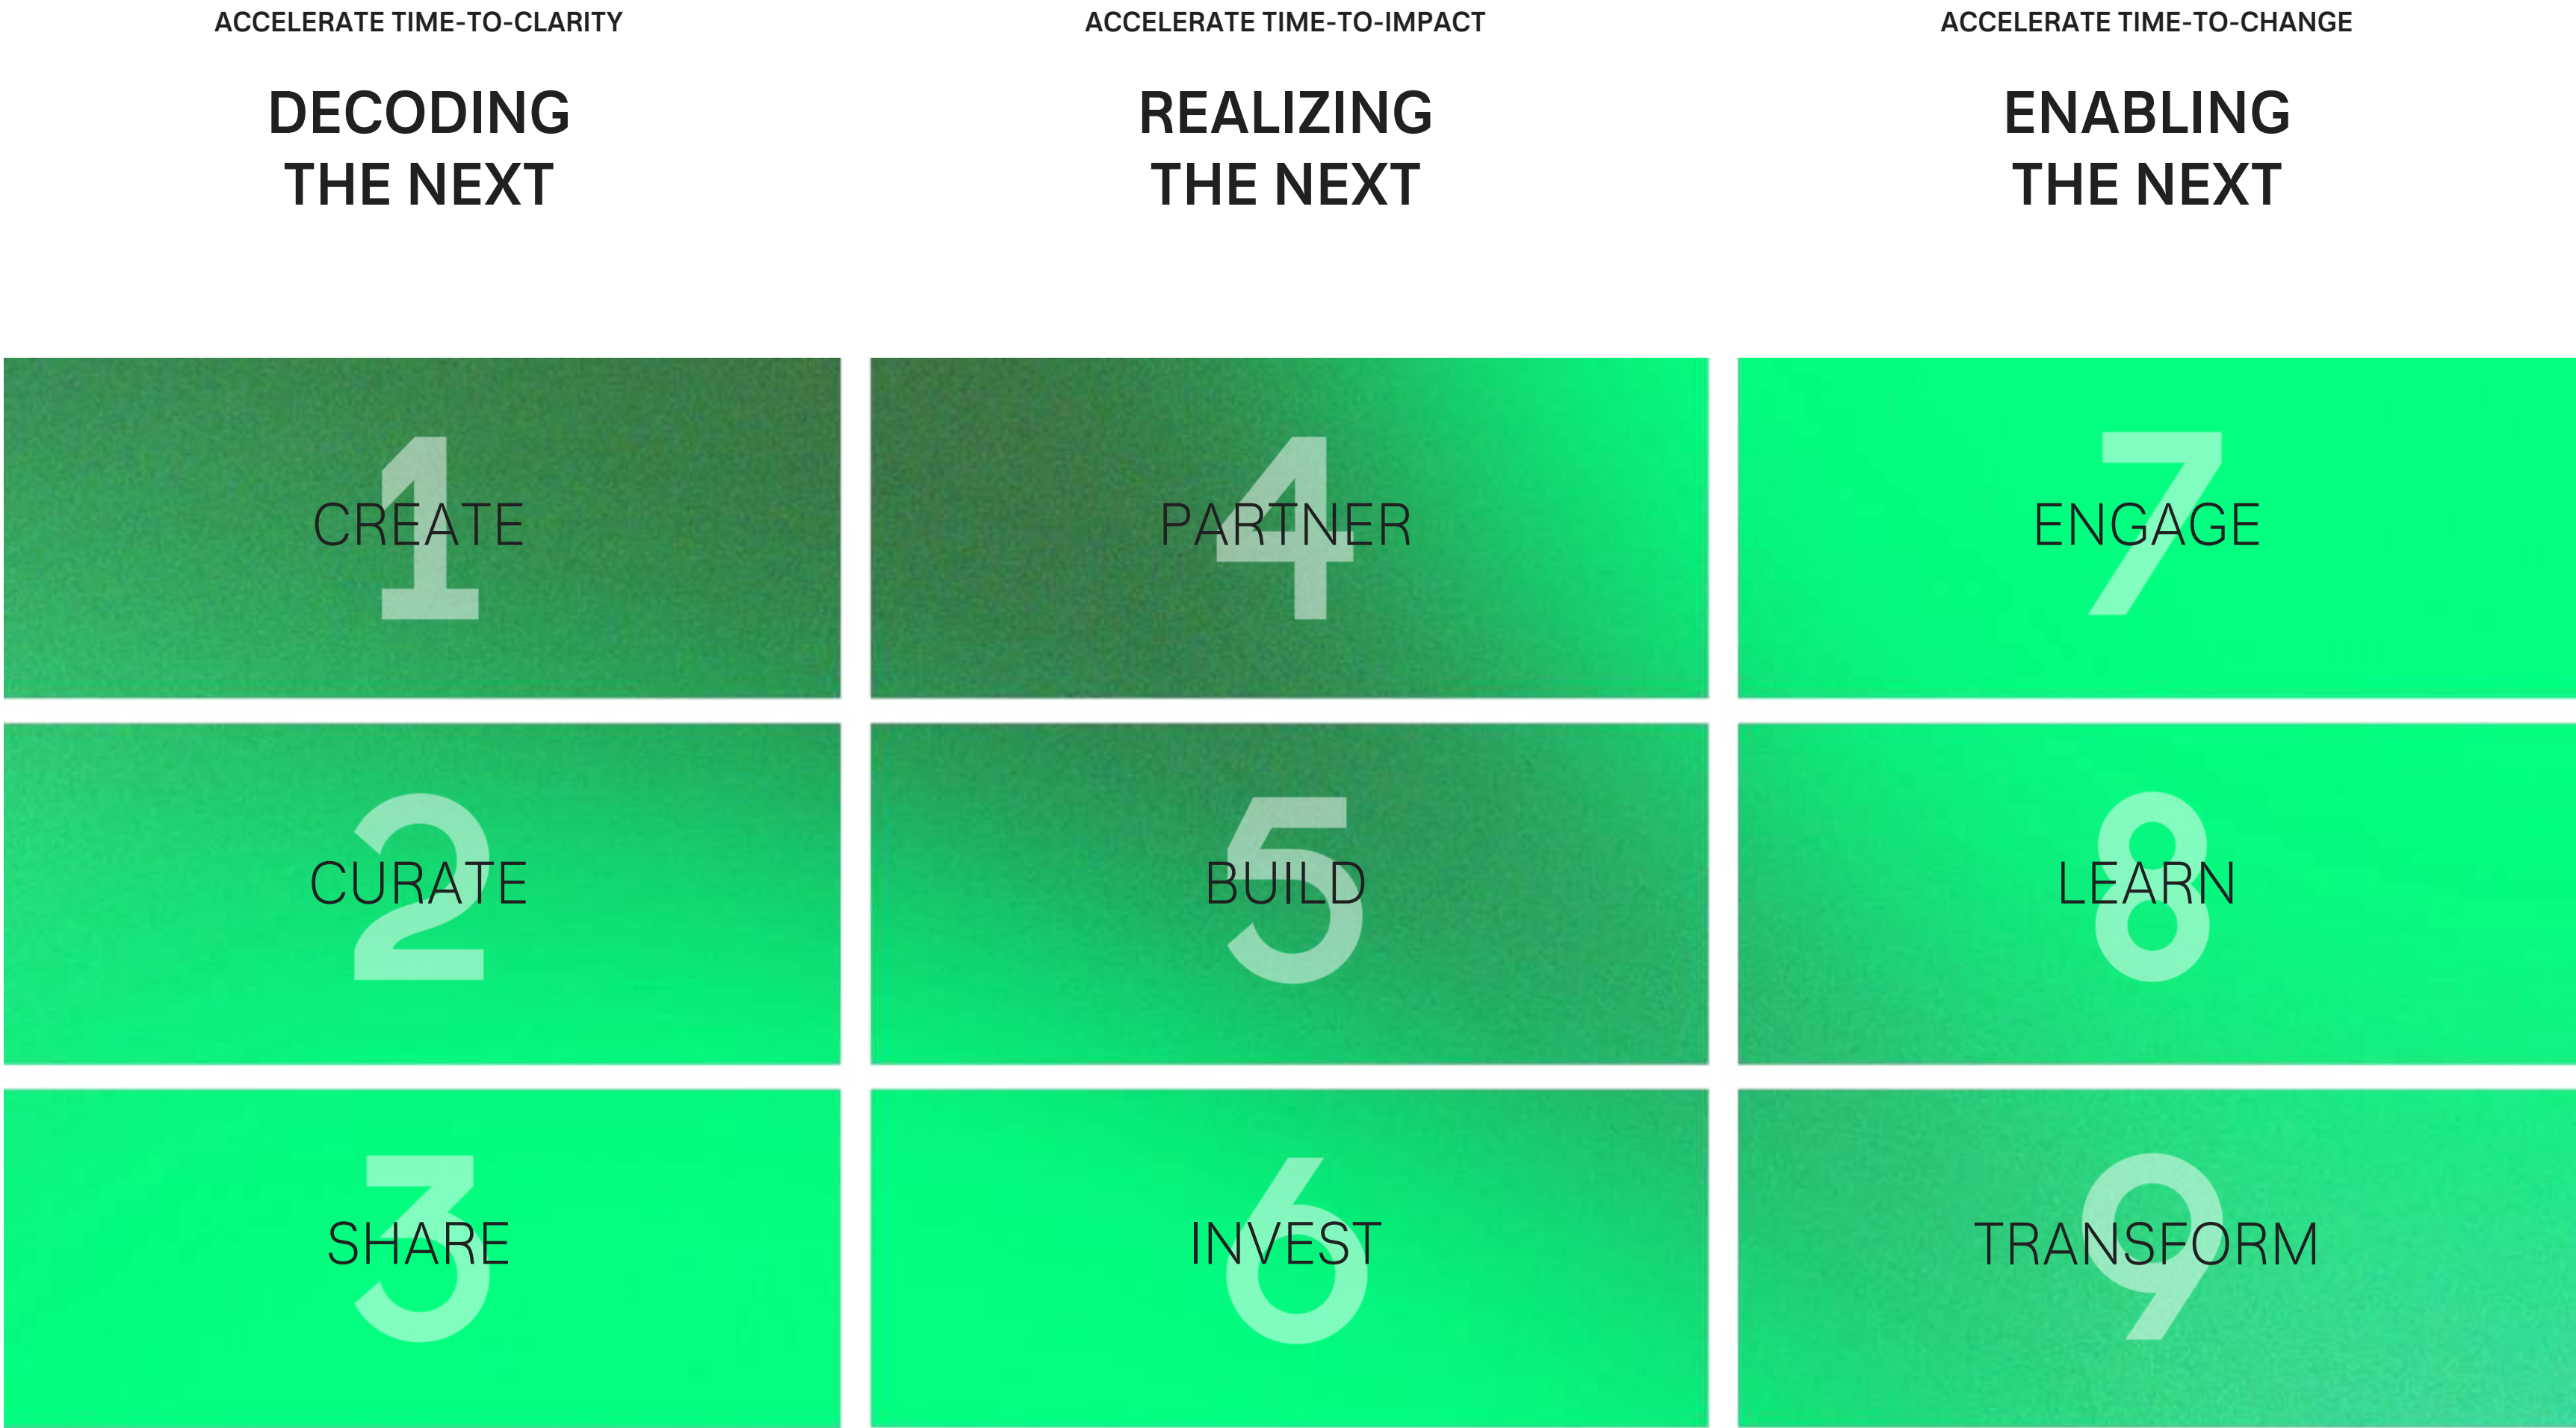 ACCELERATE TIME-TO-CLARITY
DECODING
THE NEXT
1
CREATE
2
CURATE
3
SHARE
ACCELERATE TIME-TO-IMPACT
REALIZING
THE NEXT
4
PARTNER
5
BUILD
6
INVEST
ACCELERATE TIME-TO-CHANGE
ENABLING
THE NEXT
7
ENGAGE
8
LEARN
9
TRANSFORM